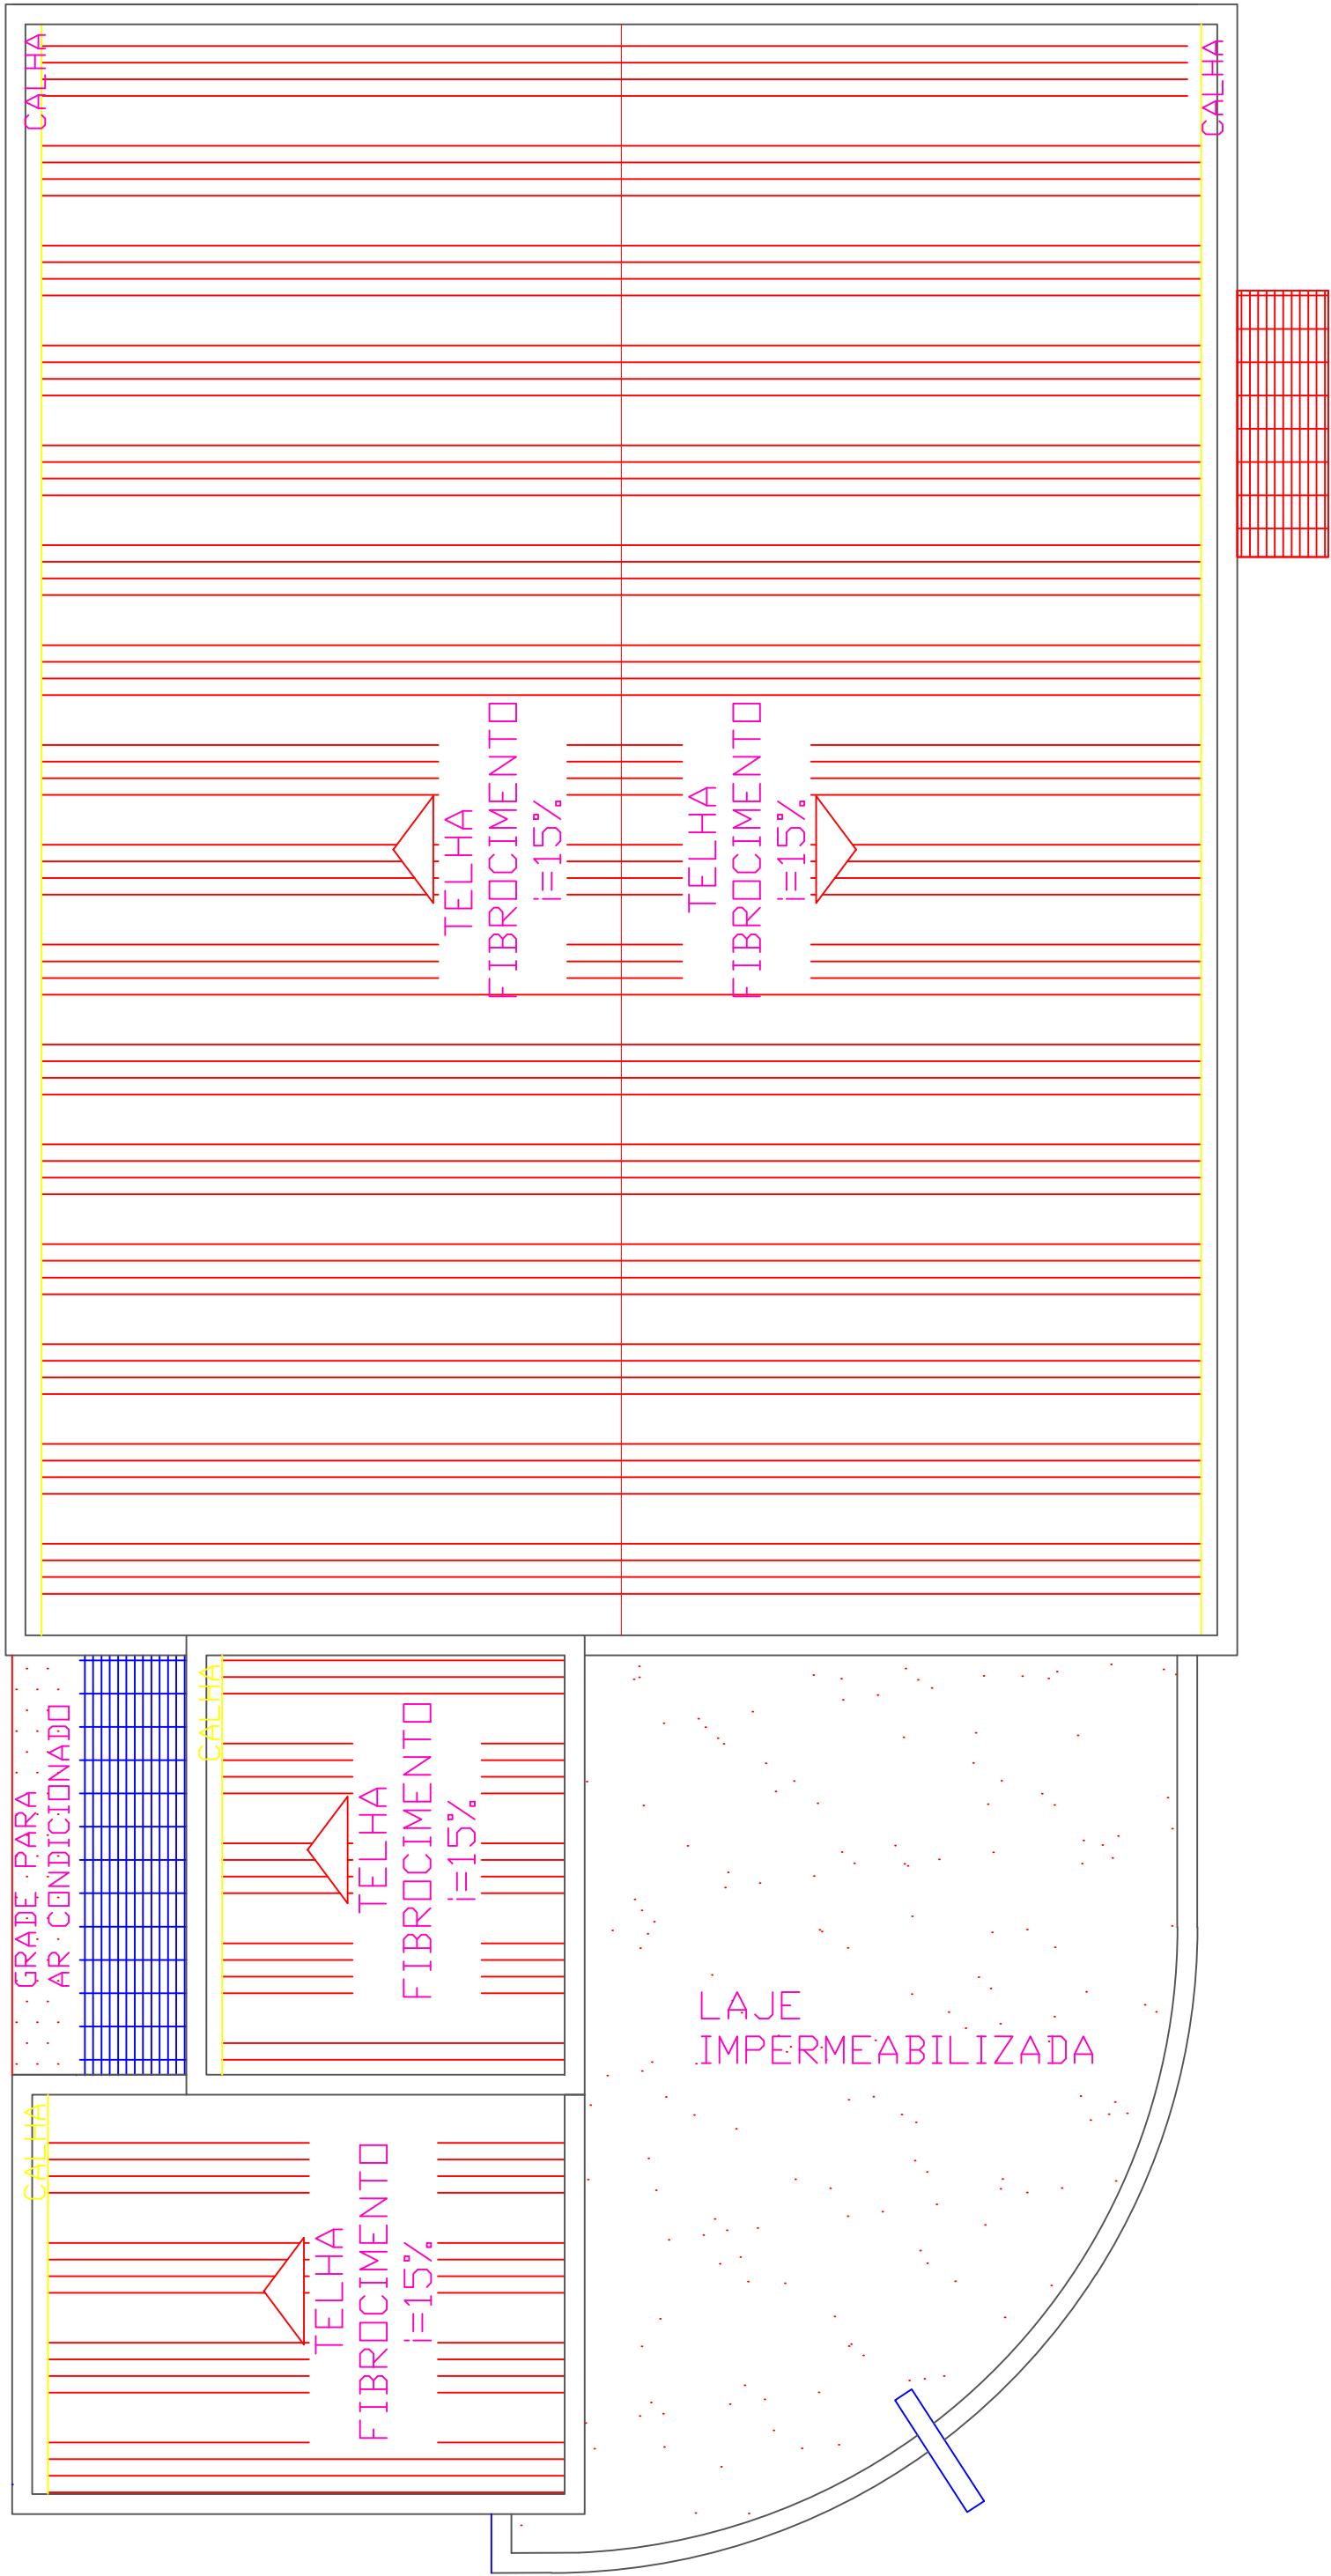 CALHA
CALHA
TELHA
FIBROCIMENTO
i=15%
TELHA
FIBROCIMENTO
i=15%
GRADE PARA
AR CONDICIONADO
CALHA
TELHA
FIBROCIMENTO
i=15%
LAJE
IMPERMEABILIZADA
CALHA
TELHA
FIBROCIMENTO
i=15%